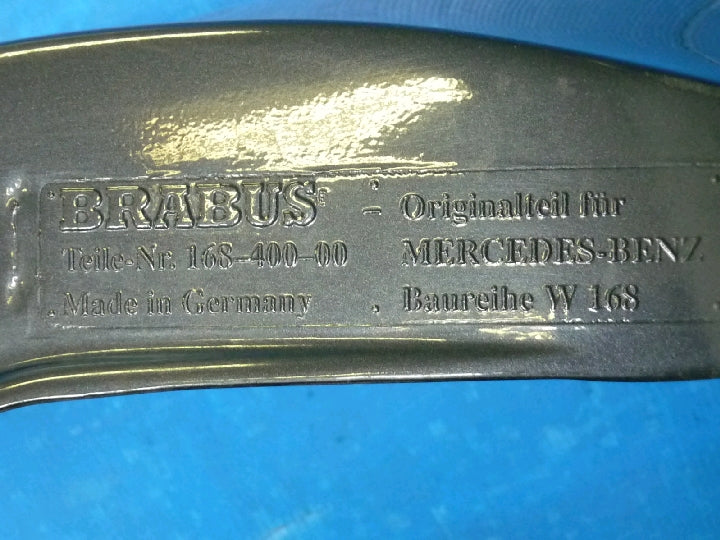 BRABUS® - Originalteil für
Teile-Nr. 168-400-00 MERCEDES-BENZ
Made in Germany . Baureihe W 168